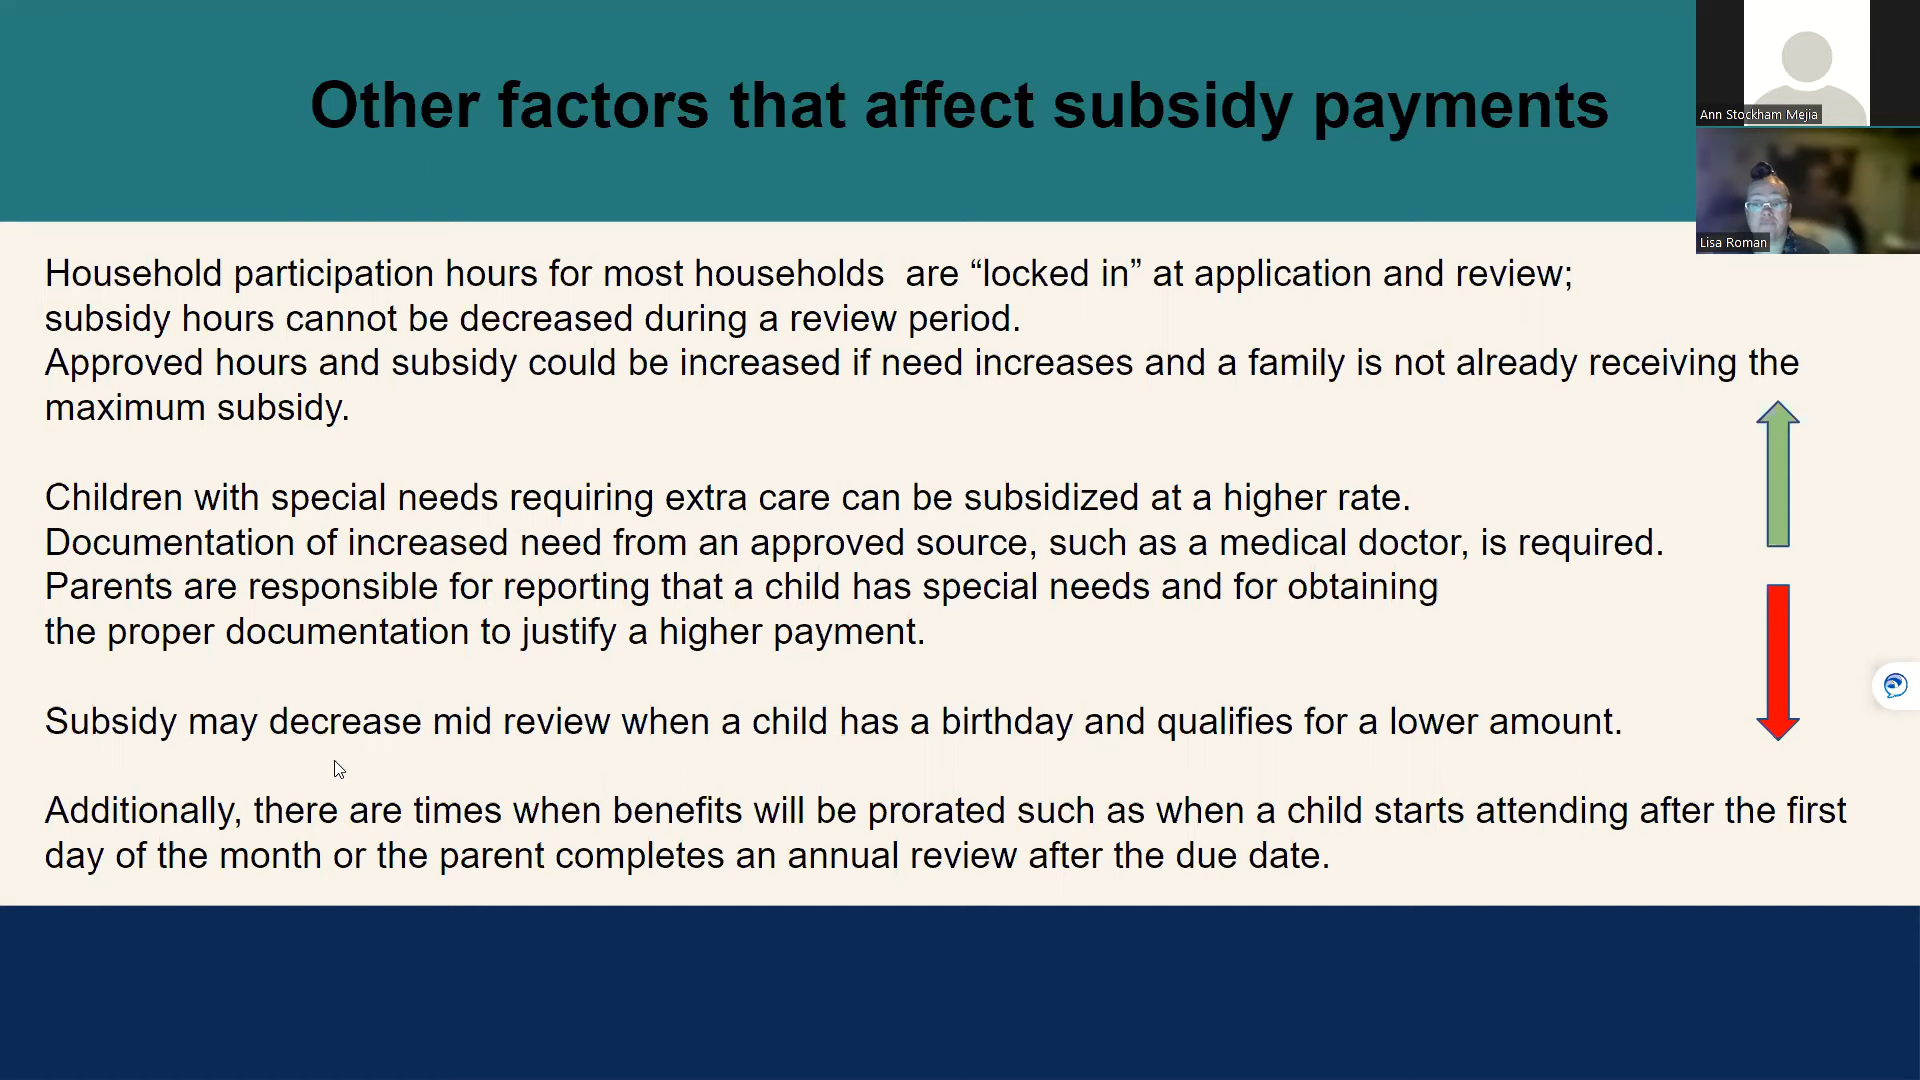 Other factors that affect subsidy payments
Ann Stockham Mejia
Lisa Roman
Household participation hours for most households  are “locked in” at application and review;
subsidy hours cannot be decreased during a review period.
Approved hours and subsidy could be increased if need increases and a family is not already receiving the
maximum subsidy.
Children with special needs requiring extra care can be subsidized at a higher rate.
Documentation of increased need from an approved source, such as a medical doctor, is required.
Parents are responsible for reporting that a child has special needs and for obtaining
the proper documentation to justify a higher payment.
Subsidy may decrease mid review when a child has a birthday and qualifies for a lower amount.
Additionally, there are times when benefits will be prorated such as when a child starts attending after the first
day of the month or the parent completes an annual review after the due date.